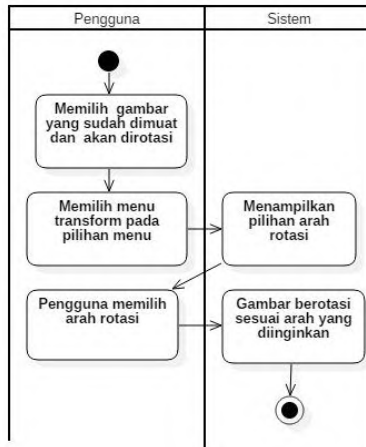 Pengguna
Sistem
Memilih gambar
yang sudah dimuat
dan akan dirotasi
Memilih menu
transform pada
pilihan menu
Menampilkan
pilihan arah
rotasi
Pengguna memilih
arah rotasi
Gambar berotasi
sesuai arah yang
diinginkan